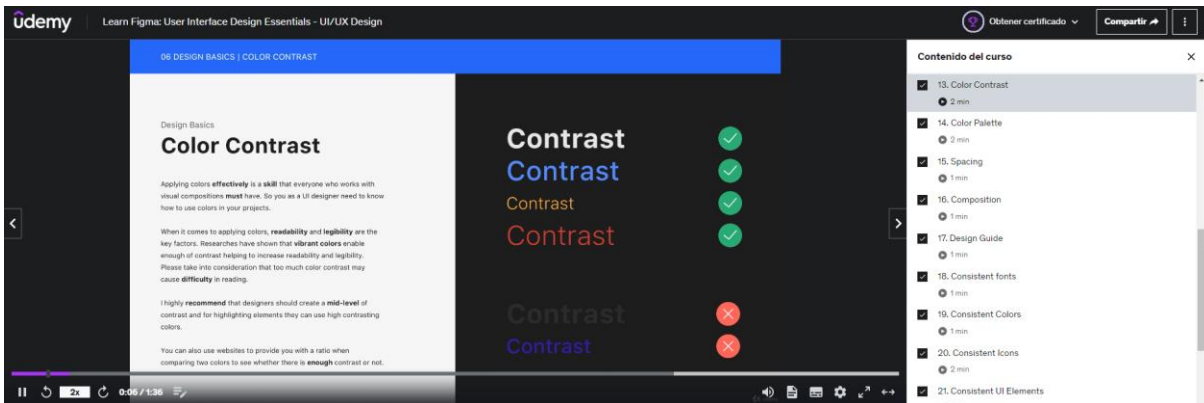 ûdemy
Learn Figma: User Interface Design Essentials - UI/UX Design
Obtener certificado
Compartir
06 DESIGN BASICS | COLOR CONTRAST
Design Basics
Color Contrast
Applying colors effectively is a skill that everyone who works with
visual compositions must have. So you as a UI designer need to know
how to use colors in your projects.
When it comes to applying colors, readability and legibility are the
key factors. Researches have shown that vibrant colors enable
enough of contrast helping to increase readability and legibility.
Please take into consideration that too much color contrast may
cause difficulty in reading.
I highly recommend that designers should create a mid-level of
contrast and for highlighting elements they can use high contrasting
colors.
You can also use websites to provide you with a ratio when
comparing two colors to see whether there is enough contrast or not.
Contrast
Contrast
Contrast
Contrast
Contrast
Contrast
2x
0:06 / 1:36
Contenido del curso
13. Color Contrast
2 min
14. Color Palette
2 min
15. Spacing
1 min
16. Composition
1 min
17. Design Guide
1 min
18. Consistent fonts
1 min
19. Consistent Colors
1 min
20. Consistent Icons
2 min
21. Consistent UI Elements